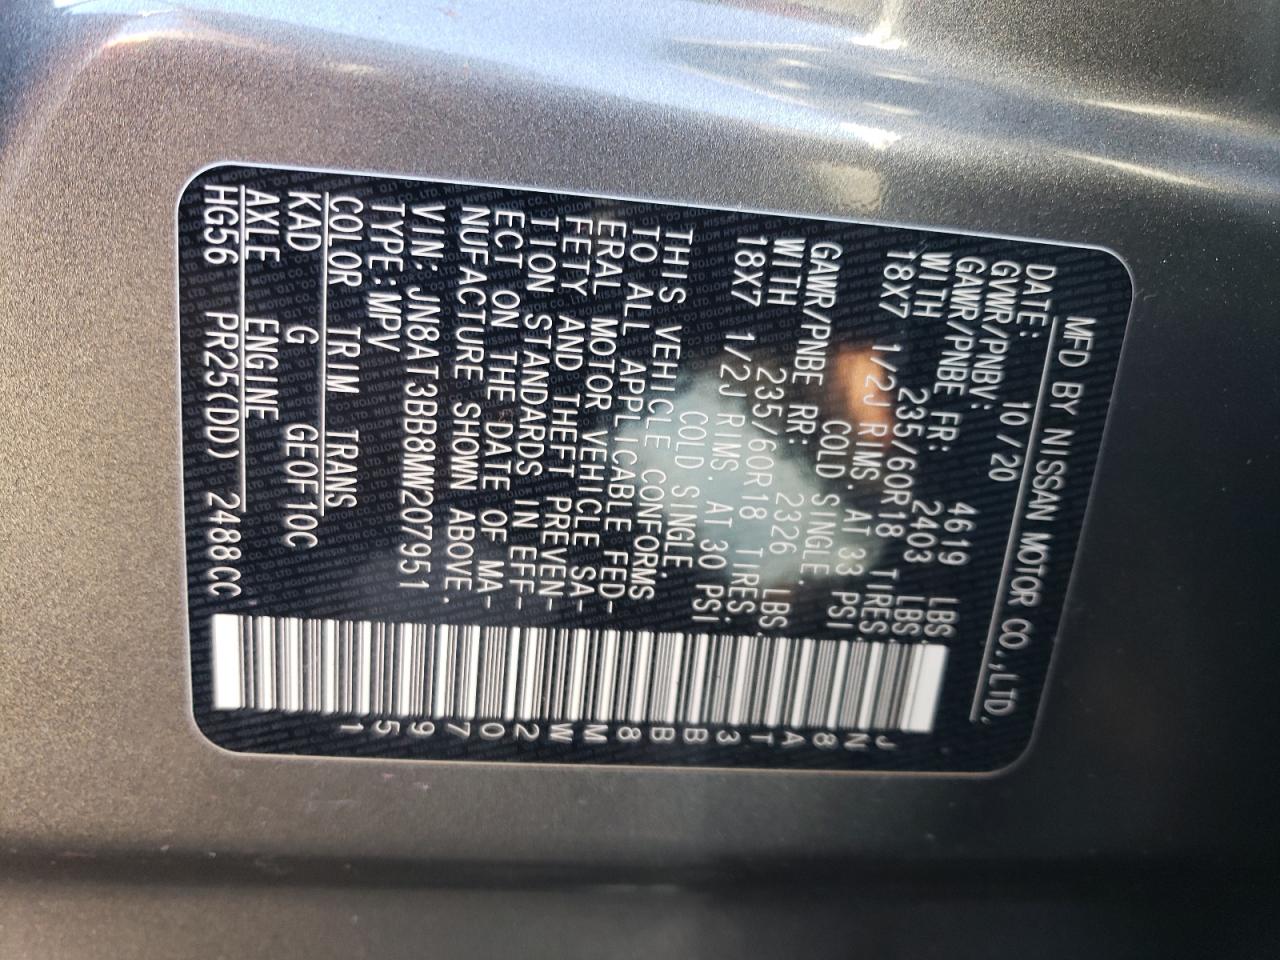 MFD BY NISSAN MOTOR CO.,LTD.
DATE: 10/20
GVWR/PNBV: 4619 LBS
GAWR/PNBE FR: 2403 LBS
WITH 235/60R18 TIRES.
18X7 1/2J RIMS. AT 33 PSI
COLD SINGLE.
GAWR/PNBE RR: 2326 LBS.
WITH 235/60R18 TIRES.
18X7 1/2J RIMS. AT 30 PSI
COLD SINGLE.
THIS VEHICLE CONFORMS
TO ALL APPLICABLE FED-
ERAL MOTOR VEHICLE SA-
FETY AND THEFT PREVEN-
TION STANDARDS IN EFF-
ECT ON THE DATE OF MA-
NUFACTURE SHOWN ABOVE.
VIN: JN8AT3BB8MW207951
TYPE:MPV
COLOR TRIM TRANS
KAD G GE0F10C
AXLE ENGINE
HG56 PR25(DD) 2488CC
JN8AT3BB8MW207951